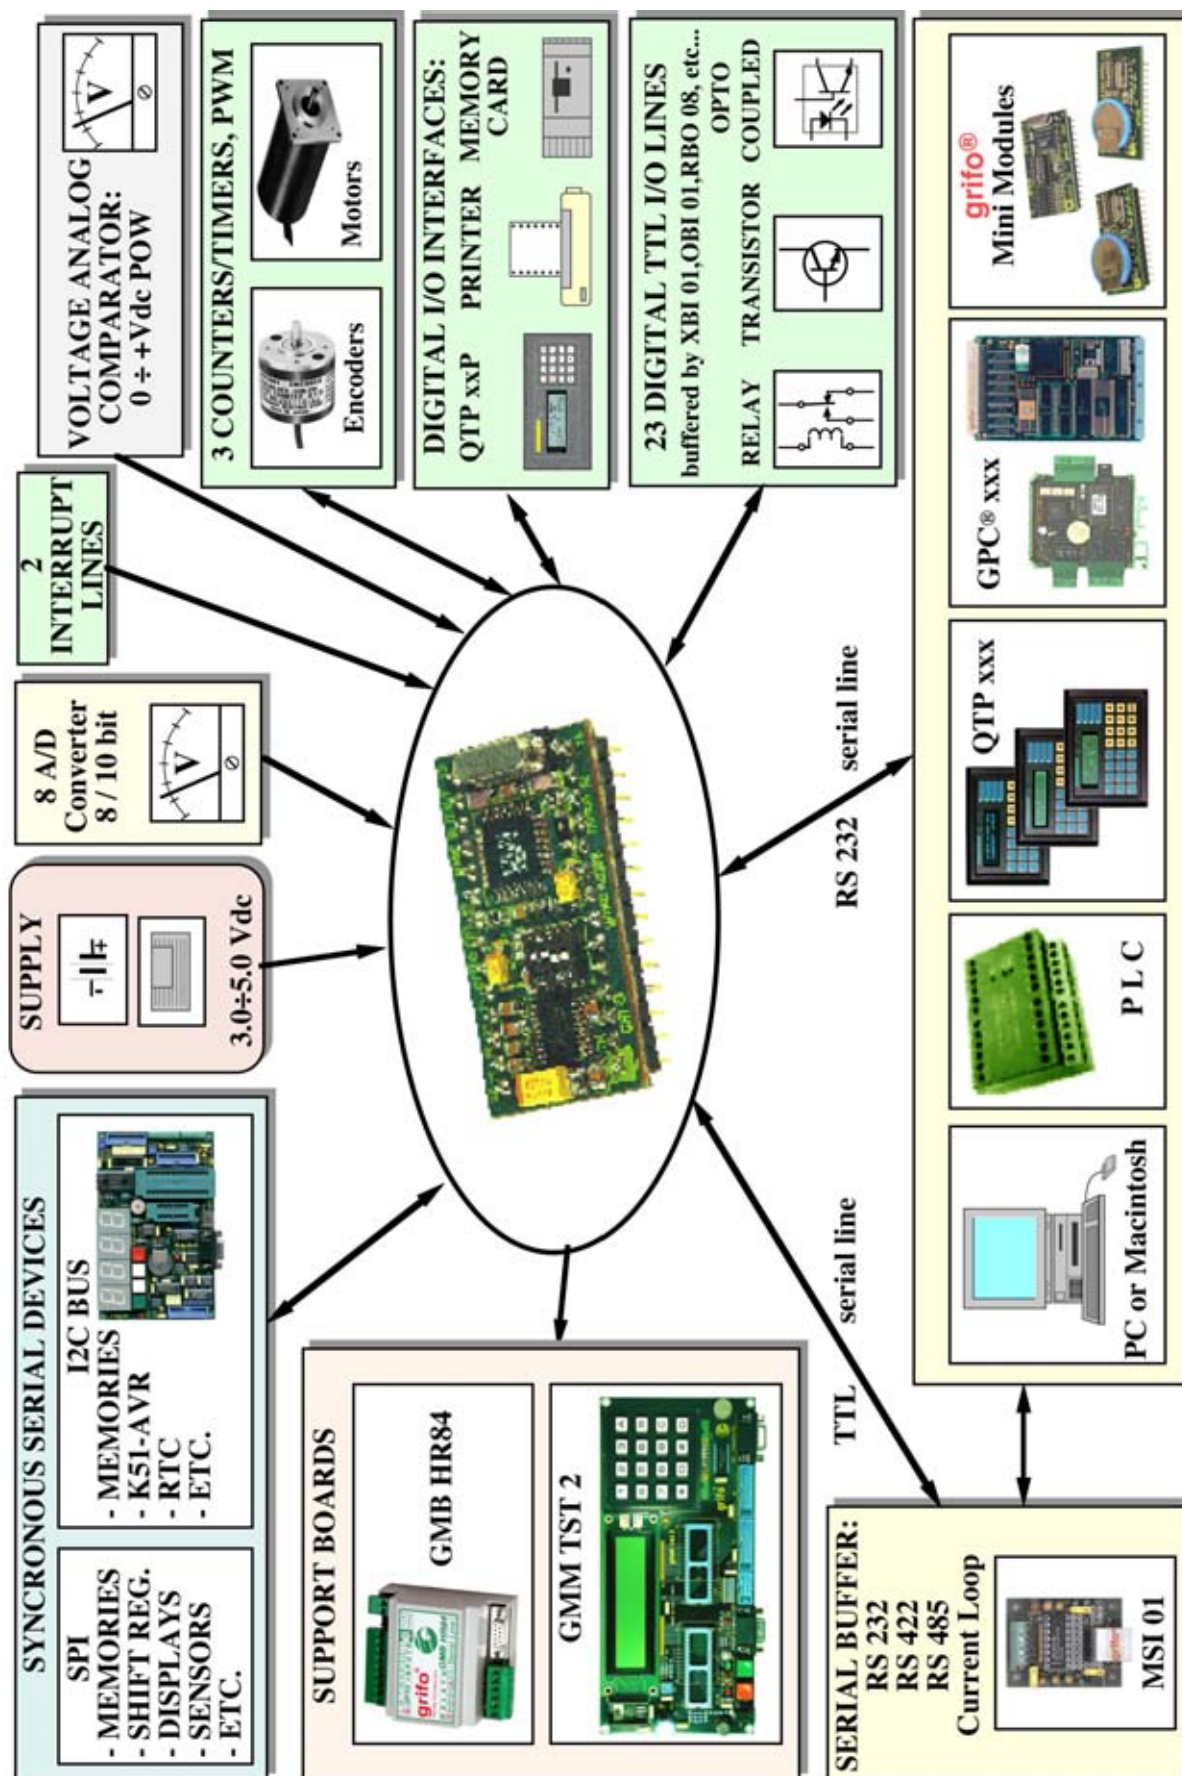 SYNCRONOUS SERIAL DEVICES
SPI
- MEMORIES
- SHIFT REG.
- DISPLAYS
- SENSORS
- ETC.
I2C BUS
- MEMORIES
- K51-AVR
- RTC
- ETC.
SUPPLY
3.0÷5.0 Vdc
8 A/D
Converter
8 / 10 bit
V
2
INTERRUPT
LINES
VOLTAGE ANALOG
COMPARATOR:
0 ÷ +Vdc POW
V
3 COUNTERS/TIMERS, PWM
Encoders
Motors
DIGITAL I/O INTERFACES:
QTP xxP
PRINTER
MEMORY
CARD
23 DIGITAL TTL I/O LINES
buffered by XBI 01,OBI 01,RBO 08, etc...
RELAY
TRANSISTOR
OPTO
COUPLED
SUPPORT BOARDS
GMB HR84
grifo®
GMM TST 2
SERIAL BUFFER:
RS 232
RS 422
RS 485
Current Loop
grifo
MSI 01
TTL serial line
RS 232 serial line
PC or Macintosh
P L C
QTP xxx
GPC® xxx
grifo®
Mini Modules